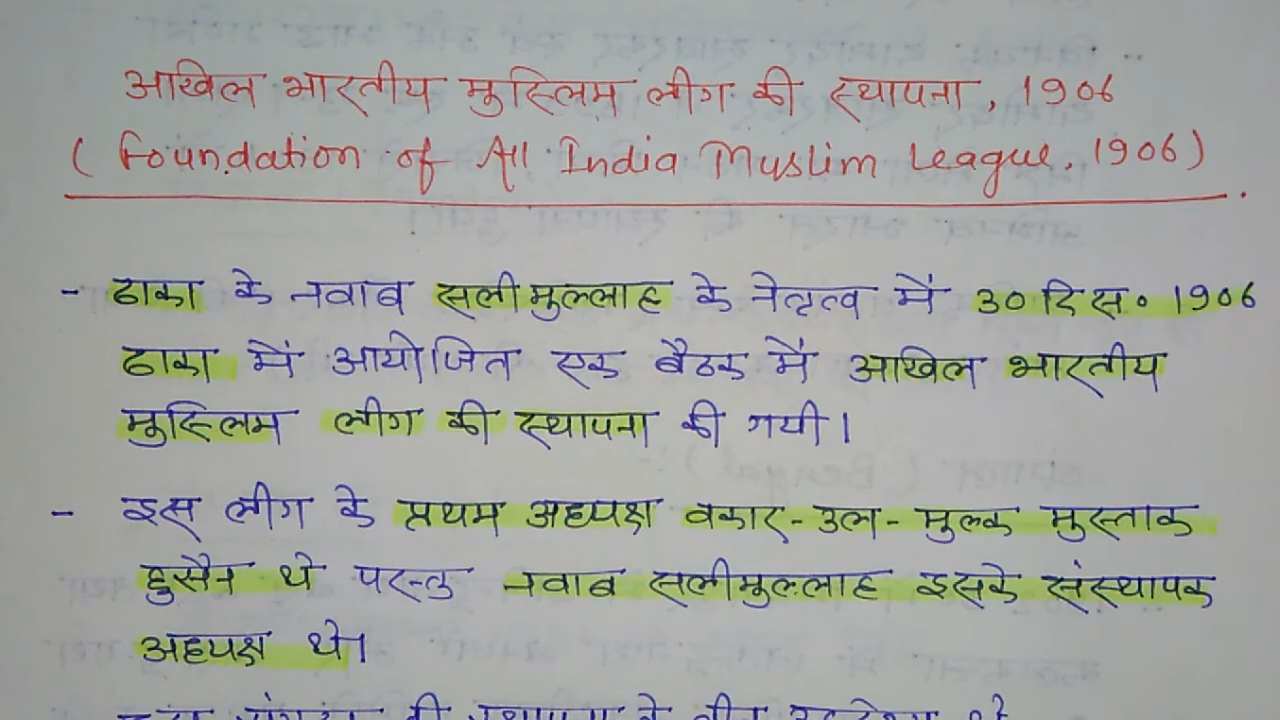 अखिल भारतीय मुस्लिम लीग की स्थापना, 1906
( Foundation of All India Muslim League. 1906)
- ढाका के नवाब सलीमुल्लाह के नेतृत्व में 30 दिस० 1906
ढाका में आयोजित एक बैठक में अखिल भारतीय
मुस्लिम लीग की स्थापना की गयी।
- इस लीग के प्रथम अध्यक्ष वकार-उल-मुल्क मुस्ताक
हुसैन थे परन्तु नवाब सलीमुल्लाह इसके संस्थापक
अध्यक्ष थे।